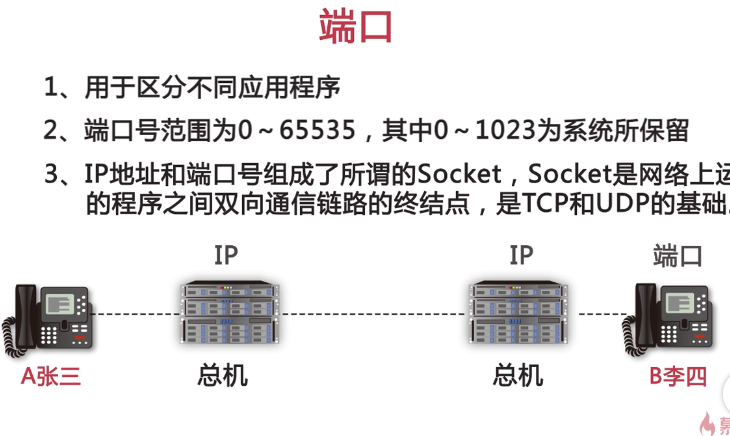 端口
1、用于区分不同应用程序
2、端口号范围为0～65535，其中0～1023为系统所保留
3、IP地址和端口号组成了所谓的Socket，Socket是网络上运
的程序之间双向通信链路的终结点，是TCP和UDP的基础
IP IP 端口
A张三 总机 总机 B李四